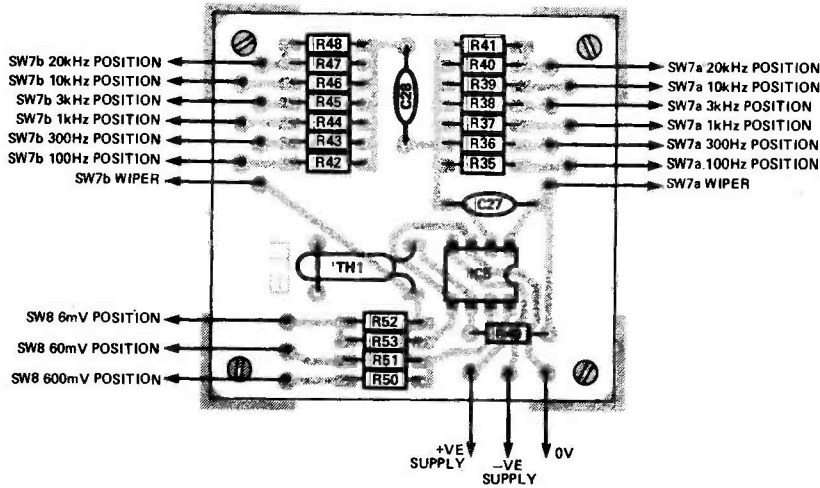 R48
R41
SW7b 20kHz POSITION
R47
R40
SW7a 20kHz POSITION
SW7b 10kHz POSITION
R46
R39
SW7a 10kHz POSITION
SW7b 3kHz POSITION
R45
C28
R38
SW7a 3kHz POSITION
SW7b 1kHz POSITION
R44
R37
SW7a 1kHz POSITION
SW7b 300Hz POSITION
R43
R36
SW7a 300Hz POSITION
SW7b 100Hz POSITION
R42
R35
SW7a 100Hz POSITION
SW7b WIPER
SW7a WIPER
C27
TH1
SW8 6mV POSITION
R52
R53
SW8 60mV POSITION
R51
SW8 600mV POSITION
R50
+VE
SUPPLY
–VE
SUPPLY
0V